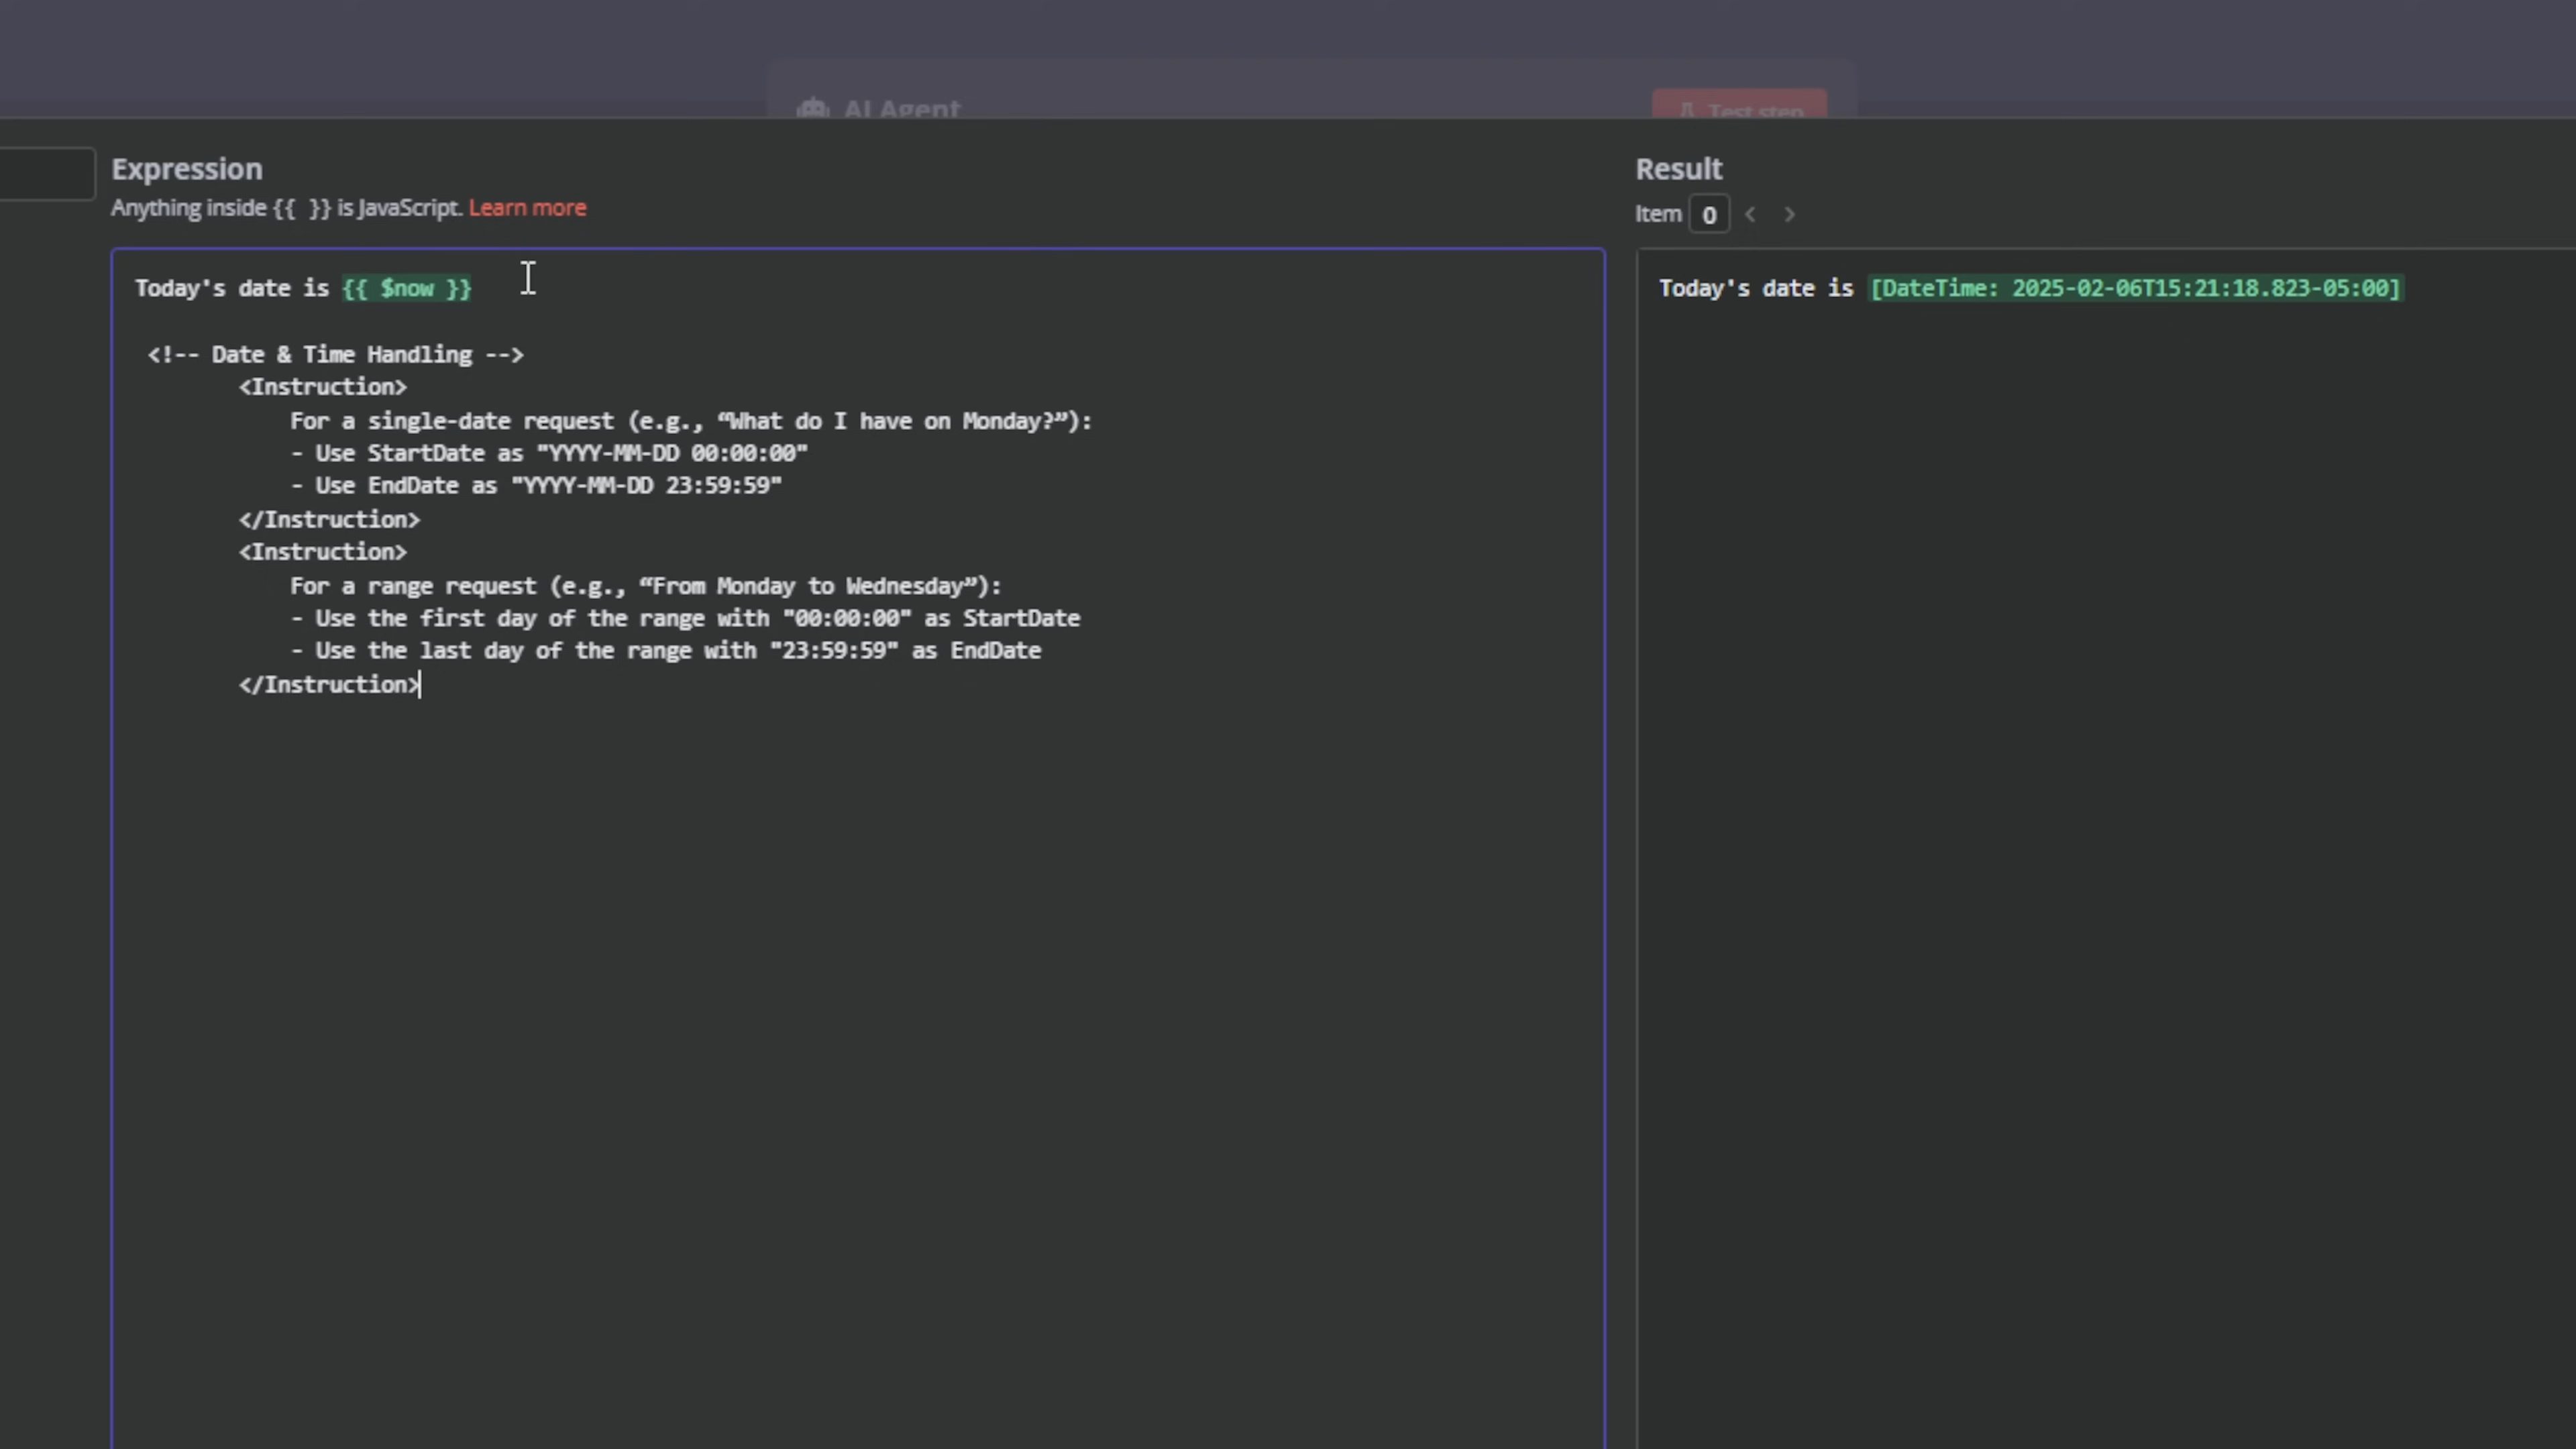 AI Agent
Test step
Expression
Anything inside {{ }} is JavaScript. Learn more
Result
Item 0
Today's date is {{ $now }}
<!-- Date & Time Handling -->
<Instruction>
For a single-date request (e.g., “What do I have on Monday?”):
- Use StartDate as "YYYY-MM-DD 00:00:00"
- Use EndDate as "YYYY-MM-DD 23:59:59"
</Instruction>
<Instruction>
For a range request (e.g., “From Monday to Wednesday”):
- Use the first day of the range with "00:00:00" as StartDate
- Use the last day of the range with "23:59:59" as EndDate
</Instruction>
Today's date is [DateTime: 2025-02-06T15:21:18.823-05:00]